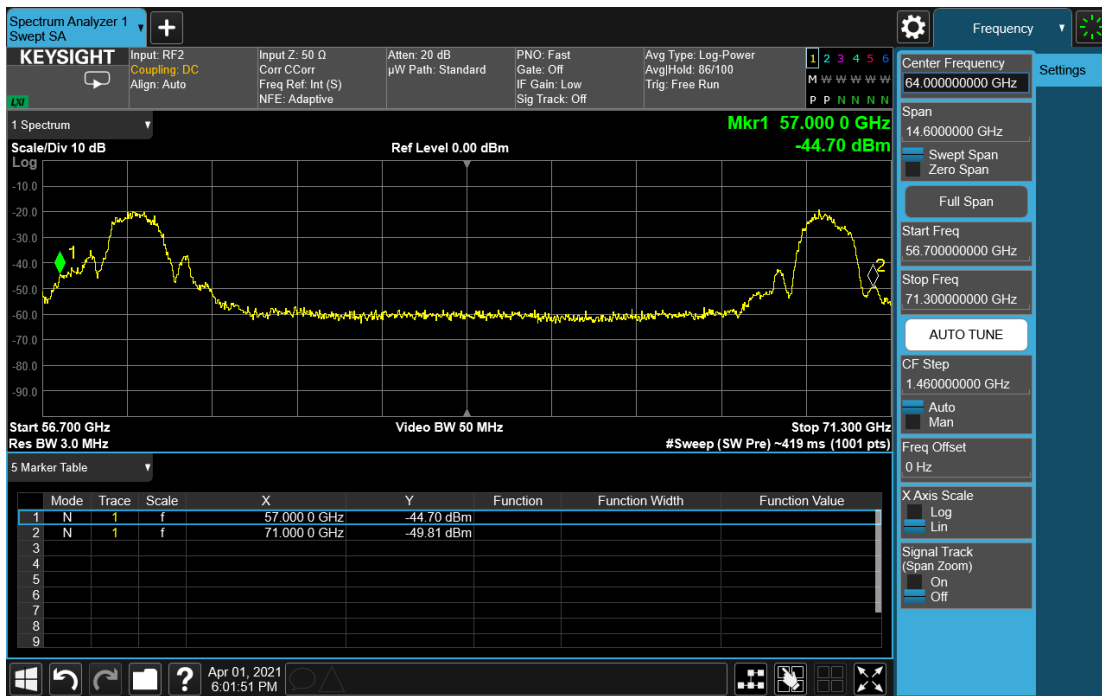 Spectrum Analyzer 1
Swept SA
+
Frequency
KEYSIGHT
LXI
Input: RF2
Coupling: DC
Align: Auto
Input Z: 50 Ω
Corr CCorr
Freq Ref: Int (S)
NFE: Adaptive
Atten: 20 dB
µW Path: Standard
PNO: Fast
Gate: Off
IF Gain: Low
Sig Track: Off
Avg Type: Log-Power
Avg|Hold: 86/100
Trig: Free Run
1 2 3 4 5 6
M W W W W W
P P N N N N
1 Spectrum
Scale/Div 10 dB
Ref Level 0.00 dBm
Mkr1 57.000 0 GHz
-44.70 dBm
Log
-10.0
-20.0
-30.0
-40.0
-50.0
-60.0
-70.0
-80.0
-90.0
1
2
Start 56.700 GHz
Res BW 3.0 MHz
Video BW 50 MHz
Stop 71.300 GHz
#Sweep (SW Pre) ~419 ms (1001 pts)
5 Marker Table
Mode Trace Scale X Y Function Function Width Function Value
1 N 1 f 57.000 0 GHz -44.70 dBm
2 N 1 f 71.000 0 GHz -49.81 dBm
3
4
5
6
7
8
9
Center Frequency
64.000000000 GHz
Settings
Span
14.6000000 GHz
Swept Span
Zero Span
Full Span
Start Freq
56.700000000 GHz
Stop Freq
71.300000000 GHz
AUTO TUNE
CF Step
1.460000000 GHz
Auto
Man
Freq Offset
0 Hz
X Axis Scale
Log
Lin
Signal Track
(Span Zoom)
On
Off
?
Apr 01, 2021
6:01:51 PM